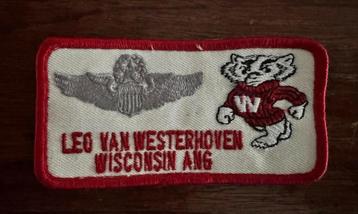 W
LEO VAN WESTERHOVEN
WISCONSIN ANG